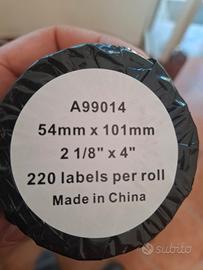 A99014
54mm x 101mm
2 1/8" x 4"
220 labels per roll
Made in China
subito